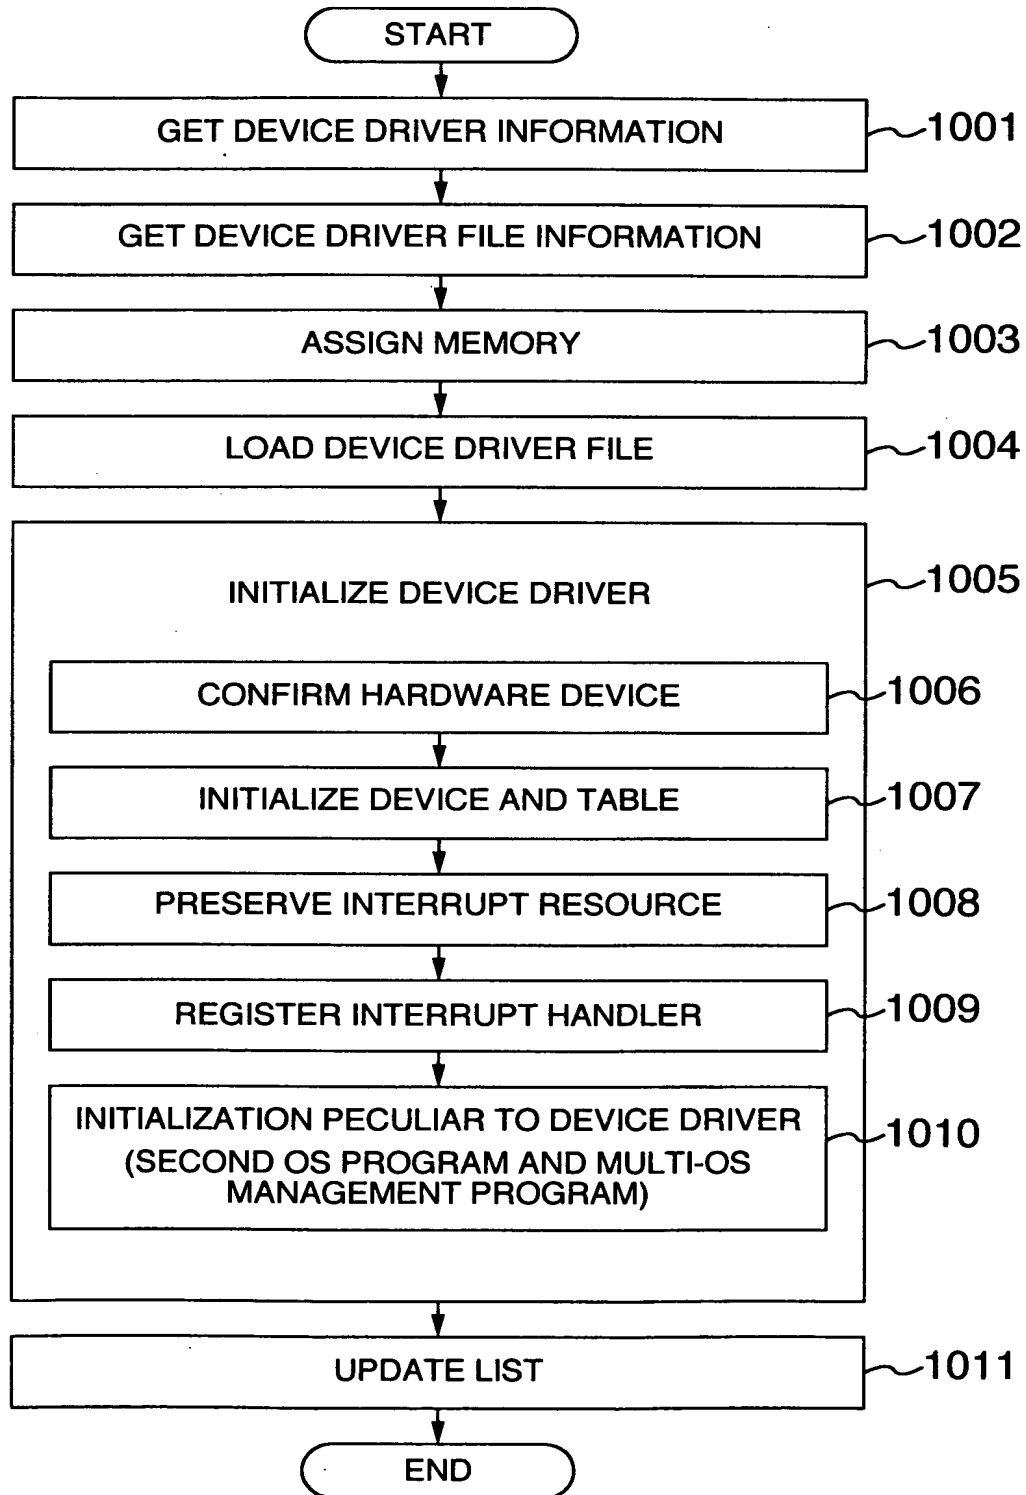 START
GET DEVICE DRIVER INFORMATION
1001
GET DEVICE DRIVER FILE INFORMATION
1002
ASSIGN MEMORY
1003
LOAD DEVICE DRIVER FILE
1004
INITIALIZE DEVICE DRIVER
1005
CONFIRM HARDWARE DEVICE
1006
INITIALIZE DEVICE AND TABLE
1007
PRESERVE INTERRUPT RESOURCE
1008
REGISTER INTERRUPT HANDLER
1009
INITIALIZATION PECULIAR TO DEVICE DRIVER
(SECOND OS PROGRAM AND MULTI-OS
MANAGEMENT PROGRAM)
1010
UPDATE LIST
1011
END